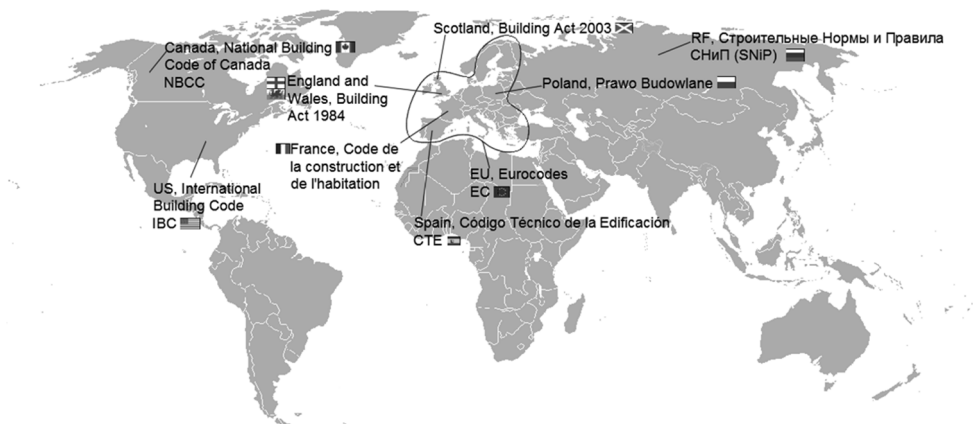 Scotland, Building Act 2003
Canada, National Building
Code of Canada
NBCC
RF, Строительные Нормы и Правила
СНиП (SNiP)
England and
Wales, Building
Act 1984
Poland, Prawo Budowlane
France, Code de
la construction et
de l'habitation
EU, Eurocodes
EC
US, International
Building Code
IBC
Spain, Código Técnico de la Edificación
CTE